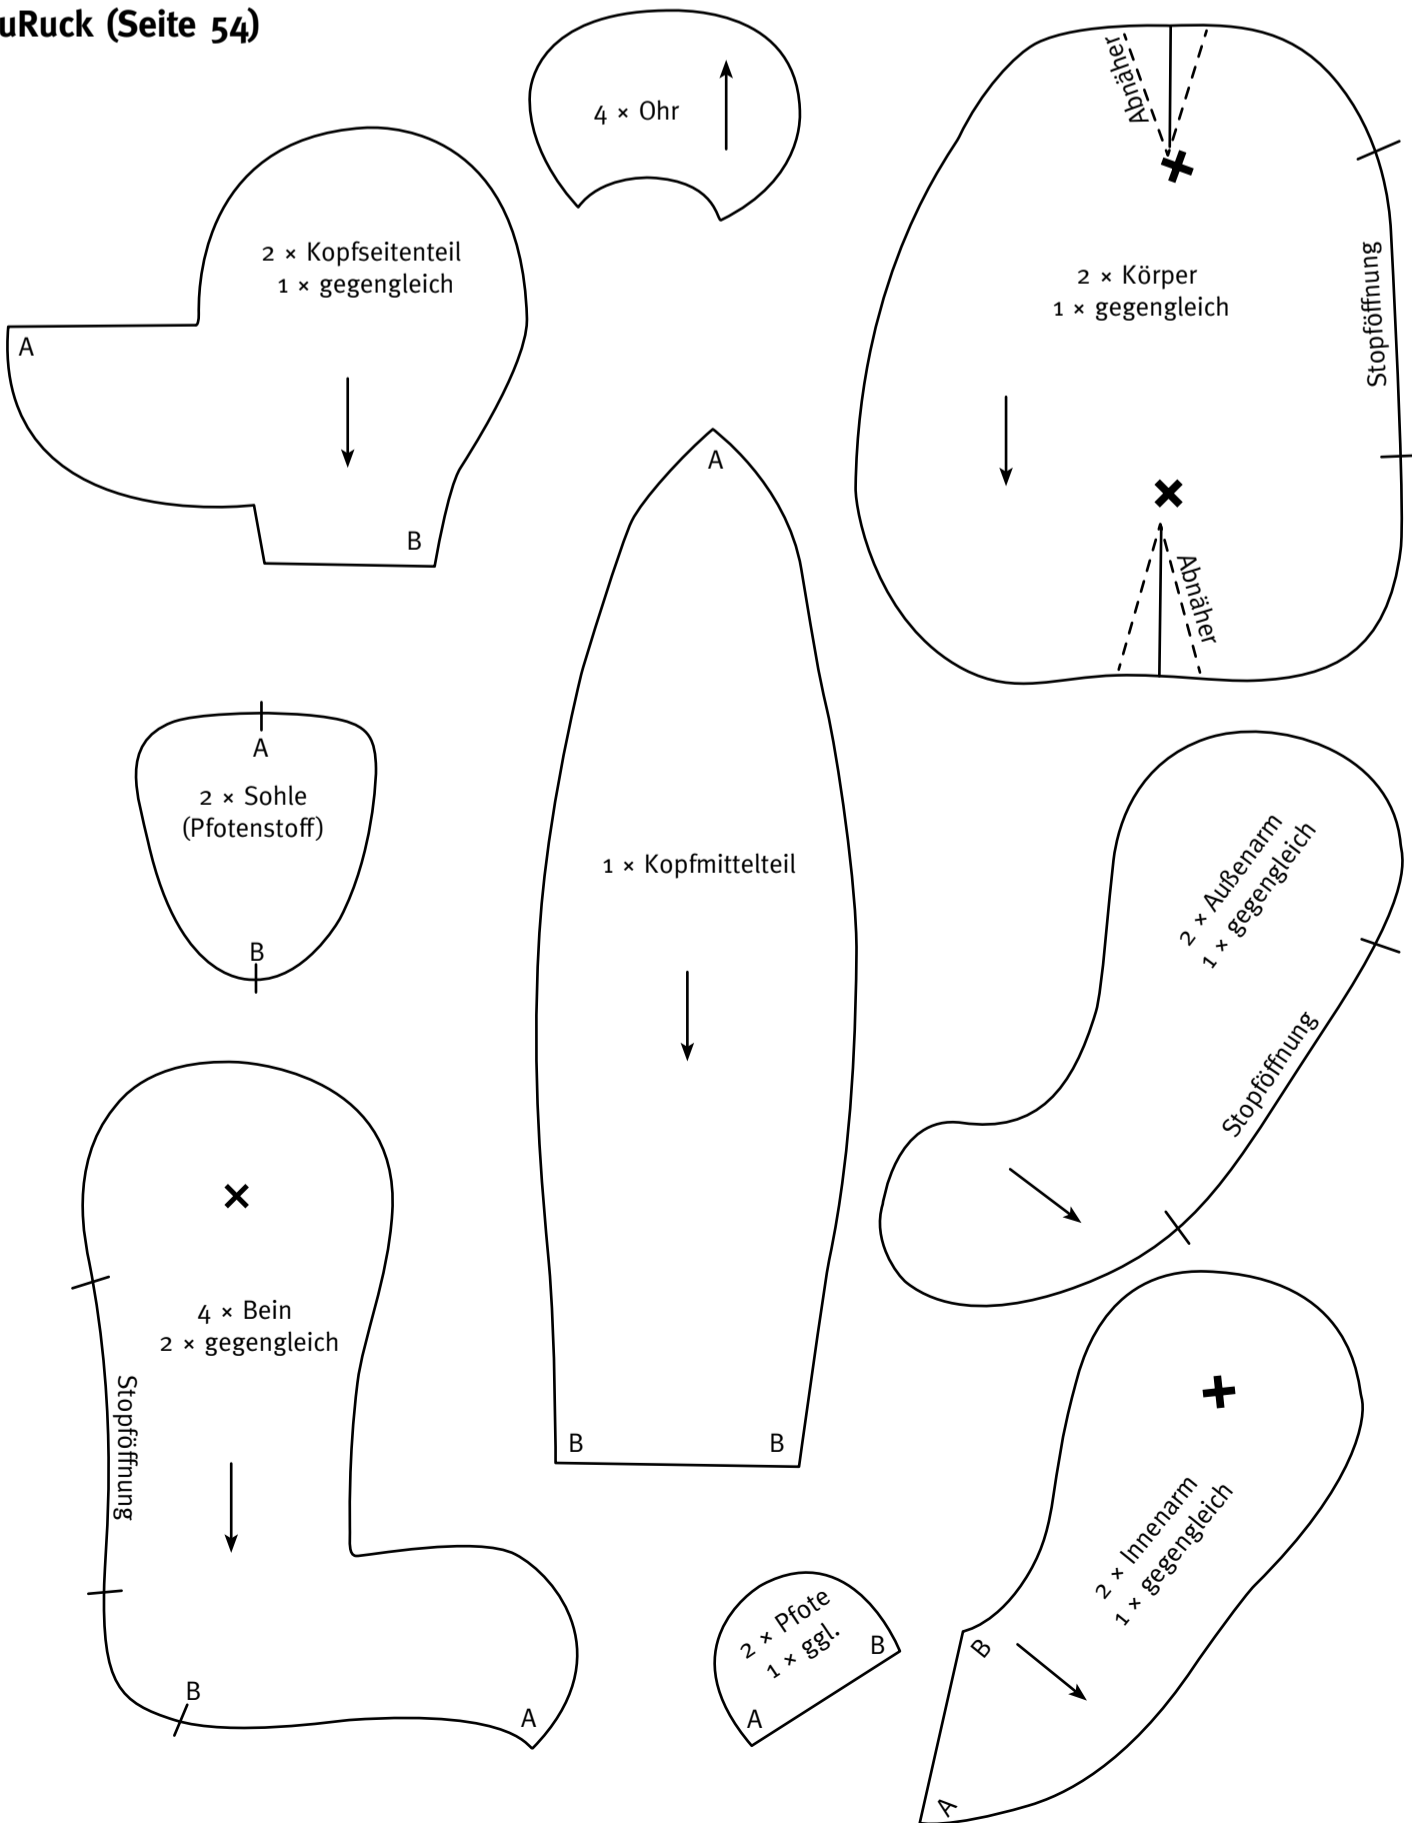 uRuck (Seite 54)
4 × Ohr
Abnäher
2 × Kopfseitenteil
1 × gegengleich
A
B
2 × Körper
1 × gegengleich
Stopföffnung
Abnäher
A
1 × Kopfmittelteil
B
B
A
2 × Sohle
(Pfotenstoff)
B
2 × Außenarm
1 × gegengleich
Stopföffnung
4 × Bein
2 × gegengleich
Stopföffnung
B
A
2 × Pfote
1 × ggl.
B
A
2 × Innenarm
1 × gegengleich
B
A